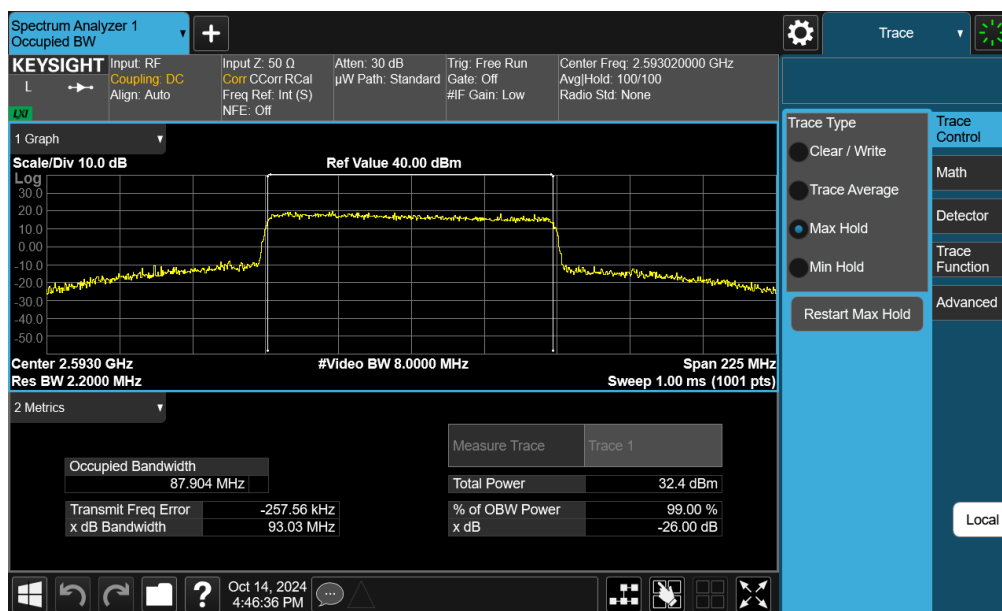 Spectrum Analyzer 1
Occupied BW
Trace
KEYSIGHT
L
LXI
Input: RF
Coupling: DC
Align: Auto
Input Z: 50 Ω
Corr CCorr RCal
Freq Ref: Int (S)
NFE: Off
Atten: 30 dB
µW Path: Standard
Trig: Free Run
Gate: Off
#IF Gain: Low
Center Freq: 2.593020000 GHz
Avg|Hold: 100/100
Radio Std: None
1 Graph
Scale/Div 10.0 dB
Ref Value 40.00 dBm
Log
30.0
20.0
10.0
0.00
-10.0
-20.0
-30.0
-40.0
-50.0
Center 2.5930 GHz
#Video BW 8.0000 MHz
Span 225 MHz
Res BW 2.2000 MHz
Sweep 1.00 ms (1001 pts)
2 Metrics
Measure Trace
Trace 1
Occupied Bandwidth
87.904 MHz
Total Power
32.4 dBm
Transmit Freq Error
-257.56 kHz
% of OBW Power
99.00 %
x dB Bandwidth
93.03 MHz
x dB
-26.00 dB
Trace Type
Clear / Write
Trace Average
Max Hold
Min Hold
Restart Max Hold
Trace
Control
Math
Detector
Trace
Function
Advanced
Local
?
Oct 14, 2024
4:46:36 PM